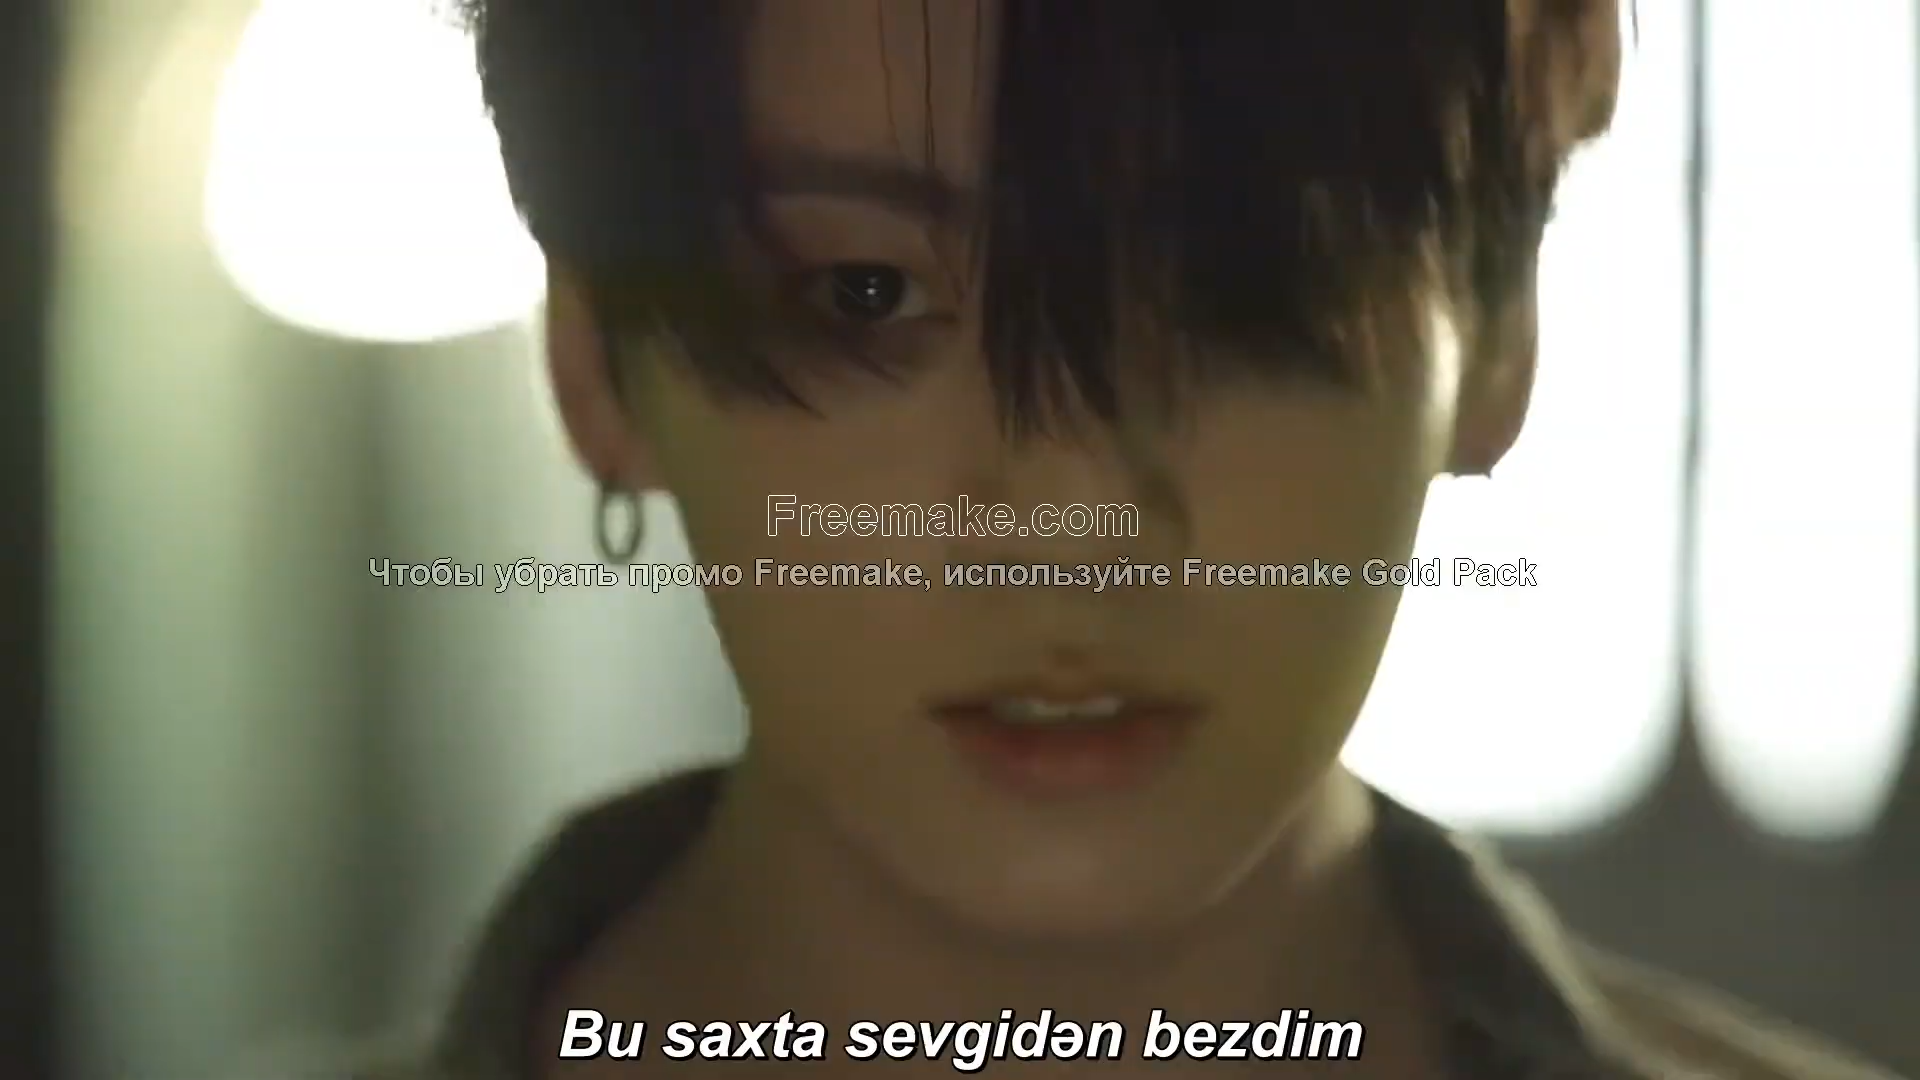 Freemake.com
Чтобы убрать промо Freemake, используйте Freemake Gold Pack
Bu saxta sevgidən bezdim